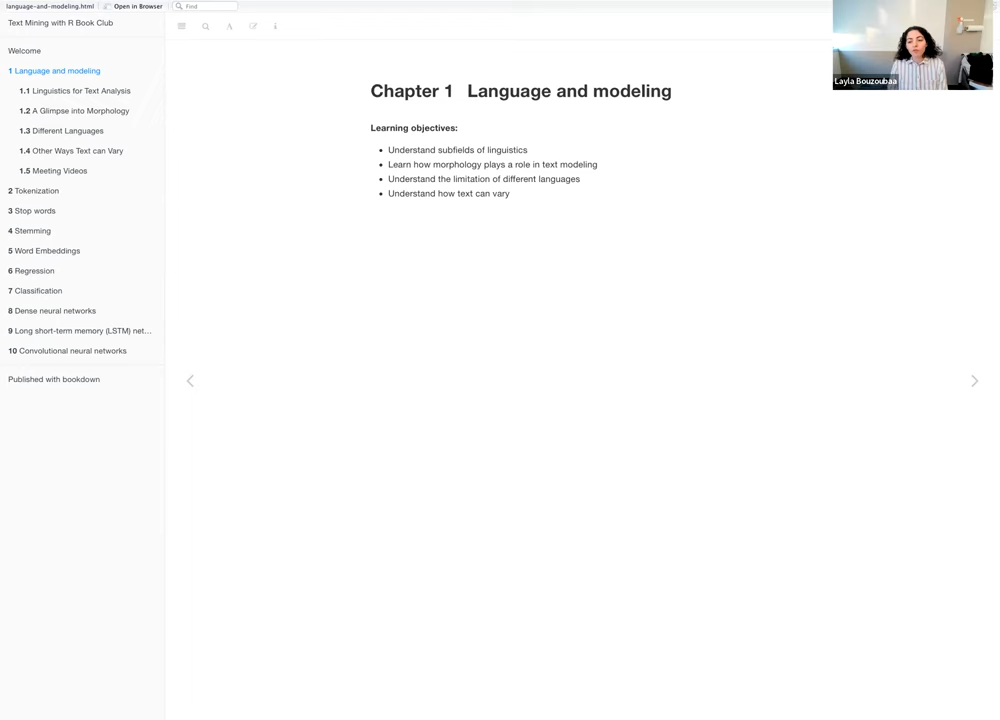 language-and-modeling.html
Open in Browser
Find
Text Mining with R Book Club
Welcome
1 Language and modeling
1.1 Linguistics for Text Analysis
1.2 A Glimpse into Morphology
1.3 Different Languages
1.4 Other Ways Text can Vary
1.5 Meeting Videos
2 Tokenization
3 Stop words
4 Stemming
5 Word Embeddings
6 Regression
7 Classification
8 Dense neural networks
9 Long short-term memory (LSTM) net...
10 Convolutional neural networks
Published with bookdown
A
i
Chapter 1 Language and modeling
Learning objectives:
• Understand subfields of linguistics
• Learn how morphology plays a role in text modeling
• Understand the limitation of different languages
• Understand how text can vary
Layla Bouzoubaa